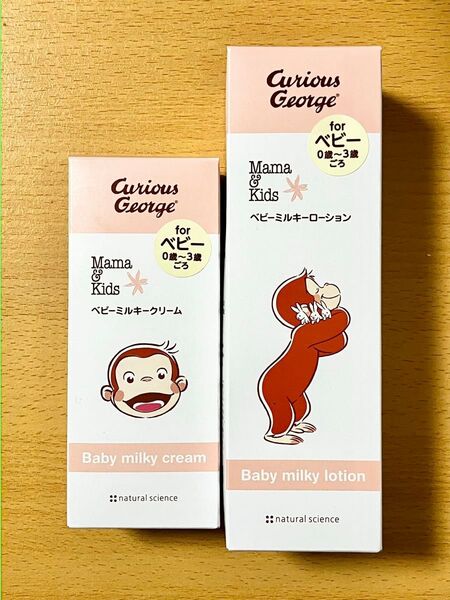 Curious
George®
for
ベビー
0歳～3歳
ごろ
Mama
&
Kids
ベビーミルキークリーム
Baby milky cream
natural science
Curious
George®
for
ベビー
0歳～3歳
ごろ
Mama
&
Kids
ベビーミルキーローション
Baby milky lotion
natural science